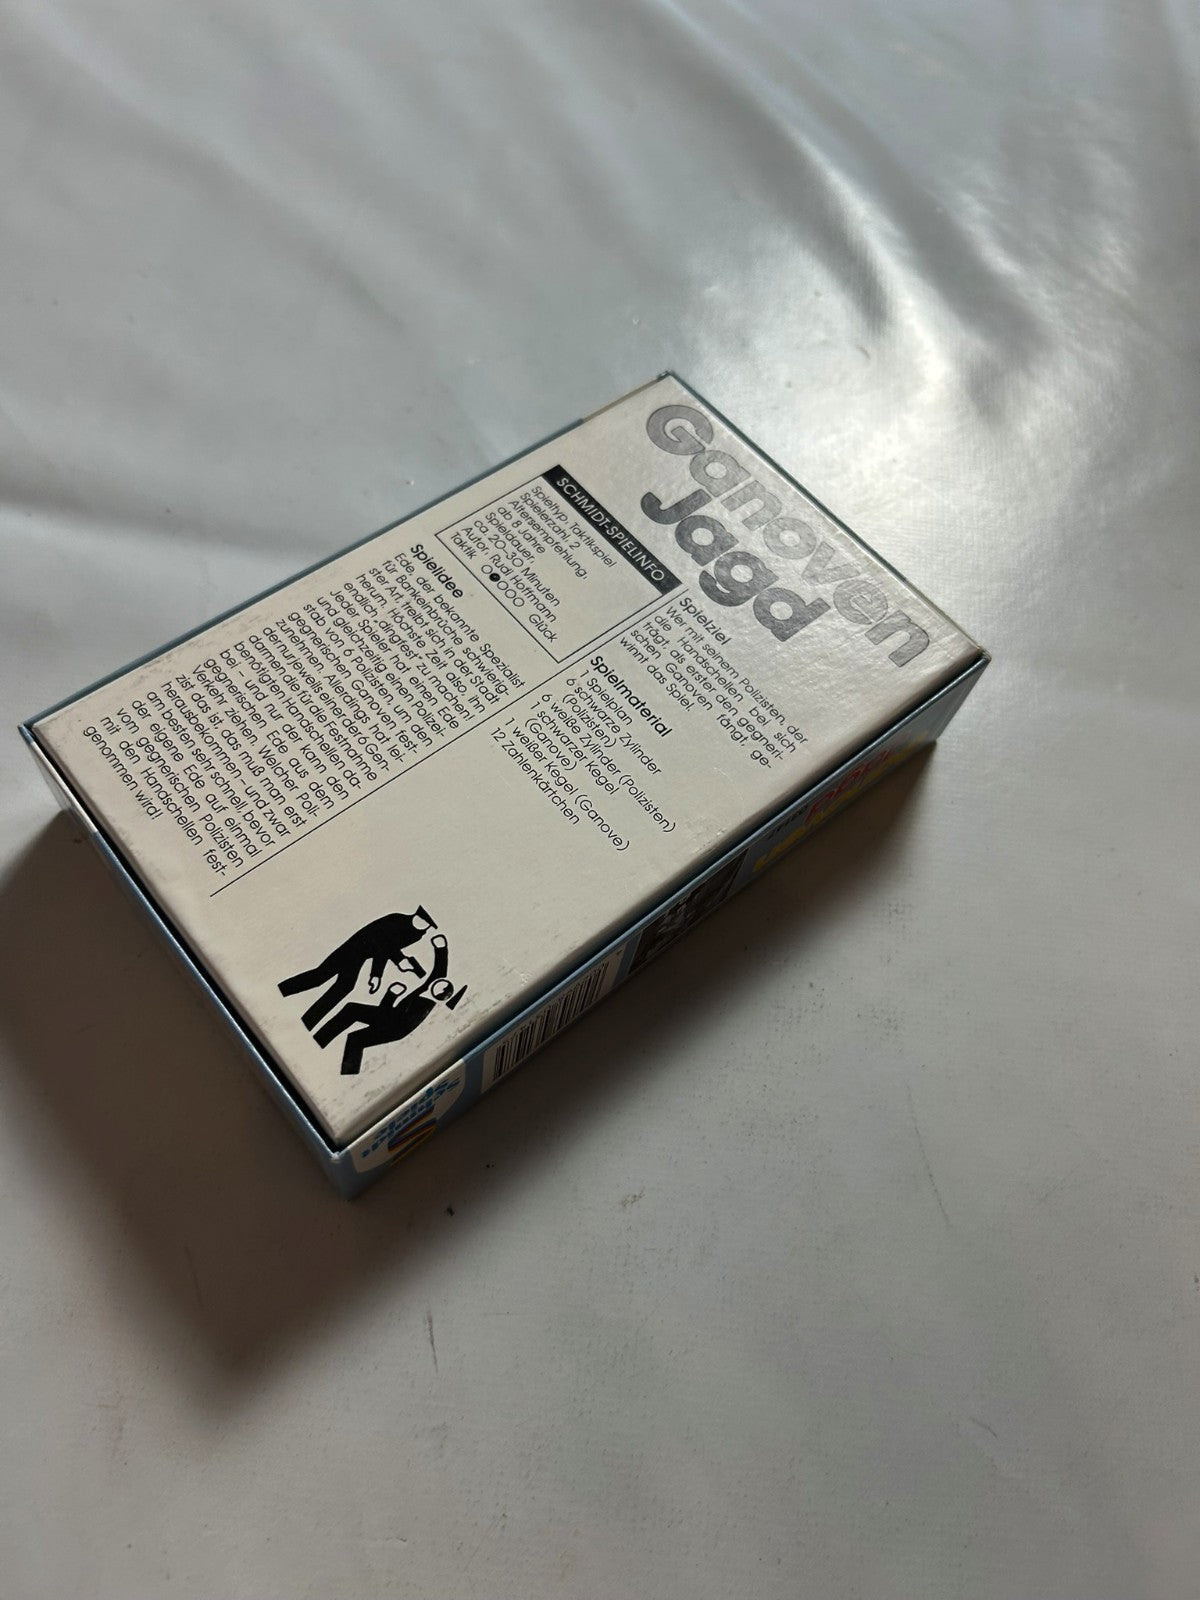 Ganoven
Jagd
SCHMIDT-SPIELINFO
Spieltyp, Taktikspiel
Spielerzahl, 2
Altersempfehlung,
ab 8 Jahre
Spieldauer,
ca. 20-30 Minuten
Autor, Rudi Hoffmann
Taktik ○●○○○ Glück
Spielidee
Ede, der bekannte Spezialist
für Bankeinbrüche schwierig-
ster Art, treibt sich in der Stadt
herum. Höchste Zeit also, ihn
endlich „dingfest" zu machen!
Jeder Spieler hat einen Ede
und gleichzeitig einen Polizei-
stab von 6 Polizisten, um den
gegnerischen Ganoven fest-
zunehmen. Allerdings hat lei-
der nur jeweils einer der Gen-
darmen die für die Festnahme
benötigten Handschellen da-
bei – und nur der kann den
gegnerischen Ede aus dem
Verkehr ziehen. Welcher Poli-
zist das ist, das muß man erst
herausbekommen – und zwar
am besten sehr schnell, bevor
der eigene Ede auf einmal
vom gegnerischen Polizisten
mit den Handschellen fest-
genommen wird!
Spielziel
Wer mit seinem Polizisten, der
die Handschellen bei sich
trägt, als erster den gegneri-
schen Ganoven fängt, ge-
winnt das Spiel.
Spielmaterial
1 Spielplan
6 schwarze Zylinder
(Polizisten)
6 weiße Zylinder (Polizisten)
1 schwarzer Kegel
(Ganove)
1 weißer Kegel (Ganove)
12 Zahlenkärtchen